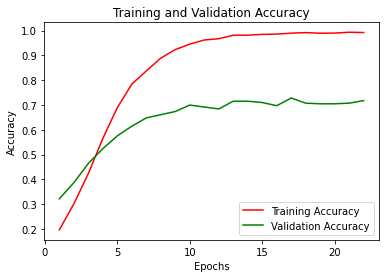 Training and Validation Accuracy
1.0
0.9
0.8
0.7
0.6
0.5
0.4
0.3
0.2
Accuracy
0
5
10
15
20
Epochs
Training Accuracy
Validation Accuracy